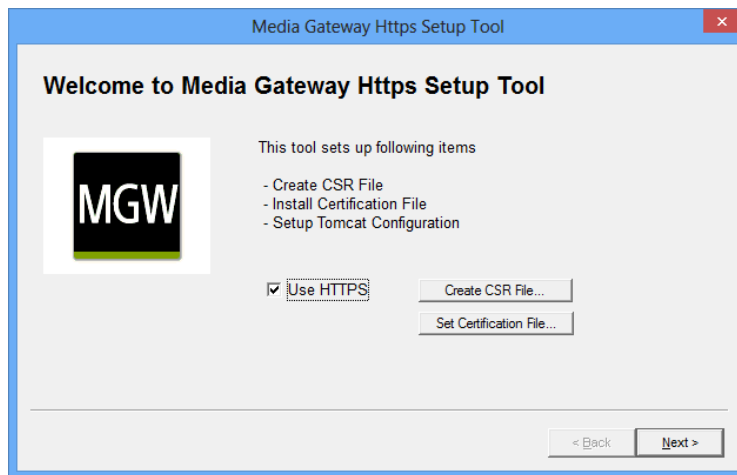 Media Gateway Https Setup Tool
Welcome to Media Gateway Https Setup Tool
MGW
This tool sets up following items
- Create CSR File
- Install Certification File
- Setup Tomcat Configuration
Use HTTPS
Create CSR File...
Set Certification File...
< Back
Next >